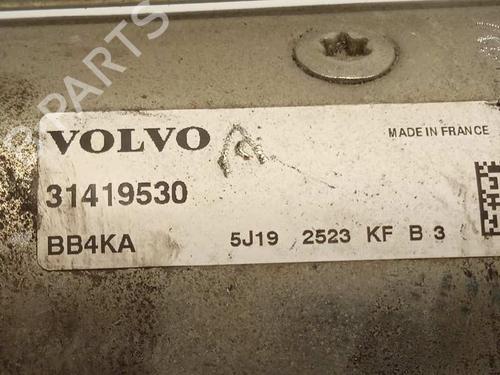 VOLVO A
MADE IN FRANCE
31419530
BB4KA 5J19 2523 KF B 3